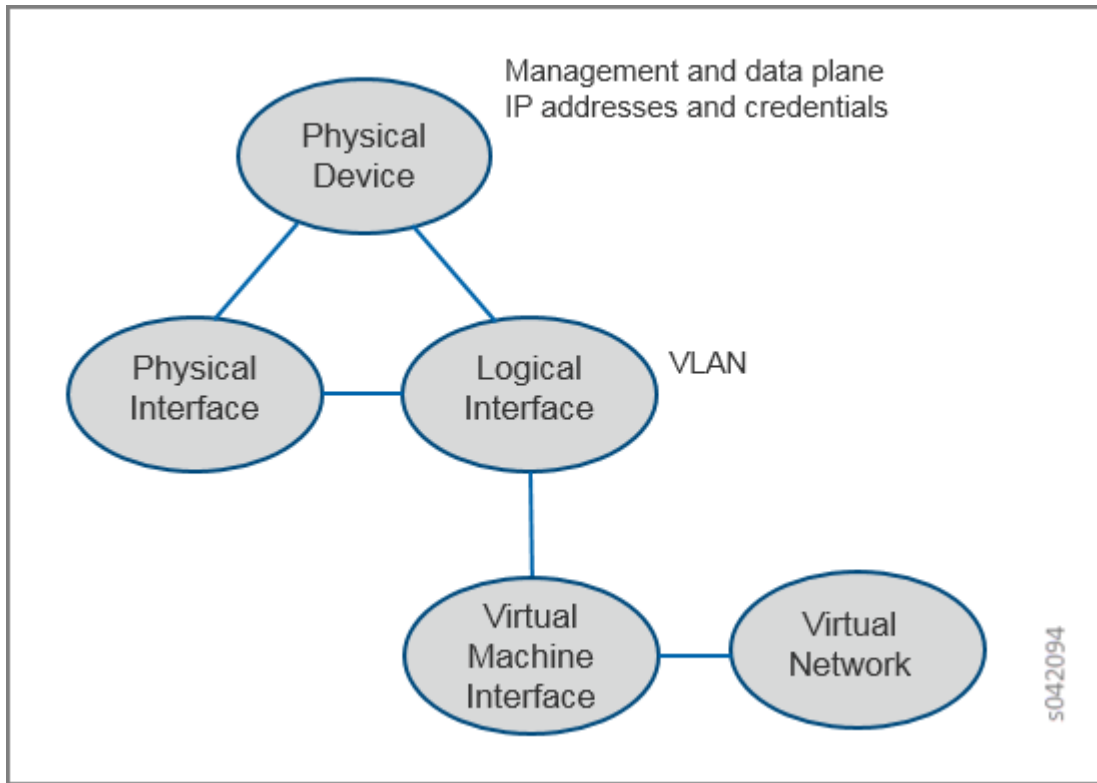 Management and data plane
IP addresses and credentials
Physical
Device
Physical
Interface
Logical
Interface
VLAN
Virtual
Machine
Interface
Virtual
Network
s042094